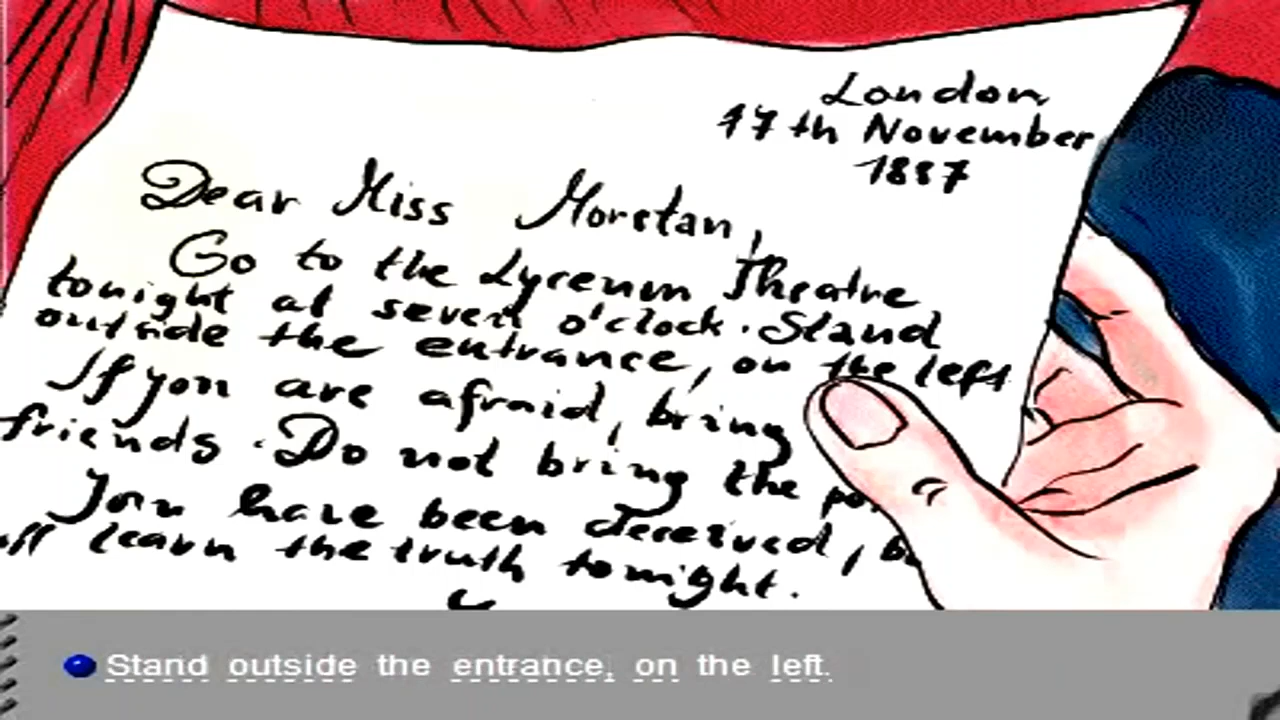 London
17th November
1887
Dear Miss Morstan,
Go to the Lyceum Theatre
tonight at seven o'clock. Stand
outside the entrance, on the left
If you are afraid, bring
friends. Do not bring the po
You have been deceived, b
ll learn the truth tonight.
Stand outside the entrance, on the left.